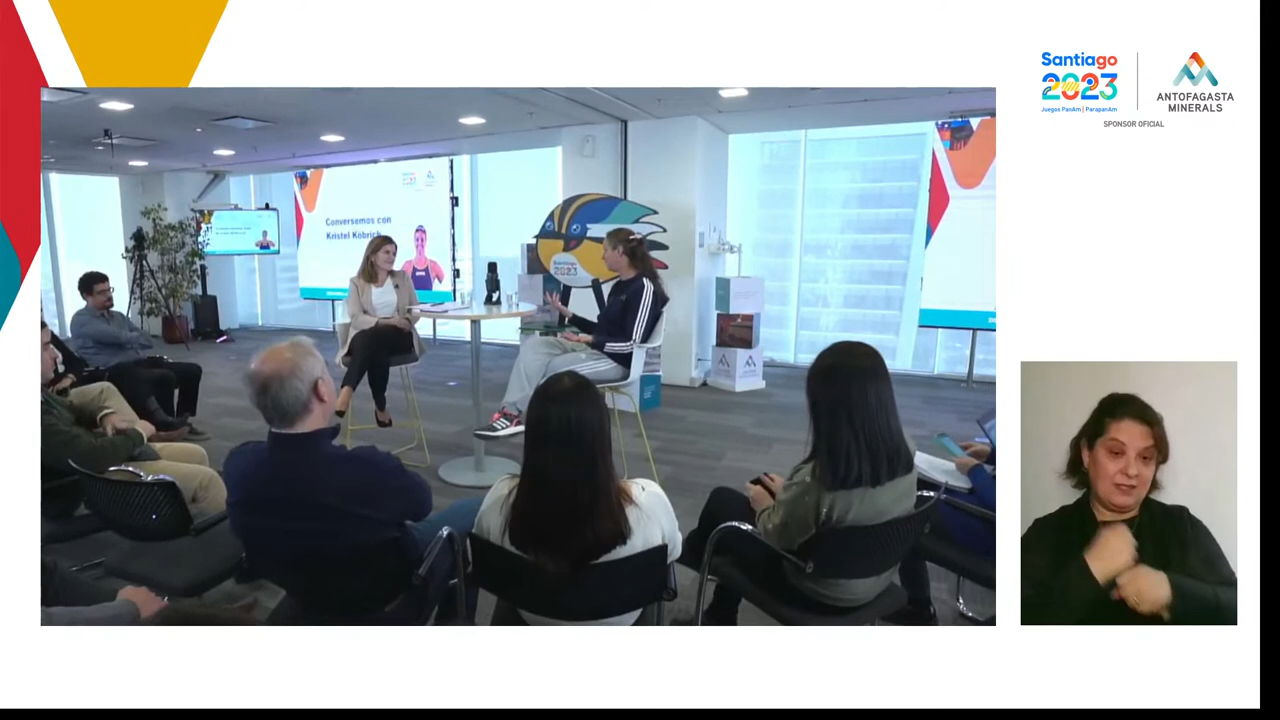 Santiago
2023
Juegos PanAm | ParapanAm
ANTOFAGASTA
MINERALS
SPONSOR OFICIAL
Conversemos con
Kristel Köbrich
Santiago
2023